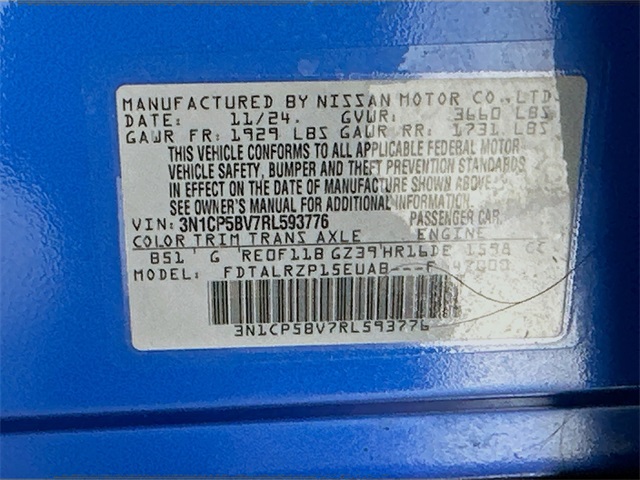 MANUFACTURED BY NISSAN MOTOR CO.,LTD.
DATE: 11/24. GVWR: 3660 LBS
GAWR FR: 1929 LBS GAWR RR: 1731 LBS
THIS VEHICLE CONFORMS TO ALL APPLICABLE FEDERAL MOTOR
VEHICLE SAFETY, BUMPER AND THEFT PREVENTION STANDARDS
IN EFFECT ON THE DATE OF MANUFACTURE SHOWN ABOVE.
SEE OWNER'S MANUAL FOR ADDITIONAL INFORMATION.
VIN: 3N1CP5BV7RL593776 PASSENGER CAR
COLOR TRIM TRANS AXLE ENGINE
B51 G RE0F11B GZ39 HR16DE 1598 CC
MODEL: FDTALRZP15EUAB---F
3N1CP5BV7RL593776